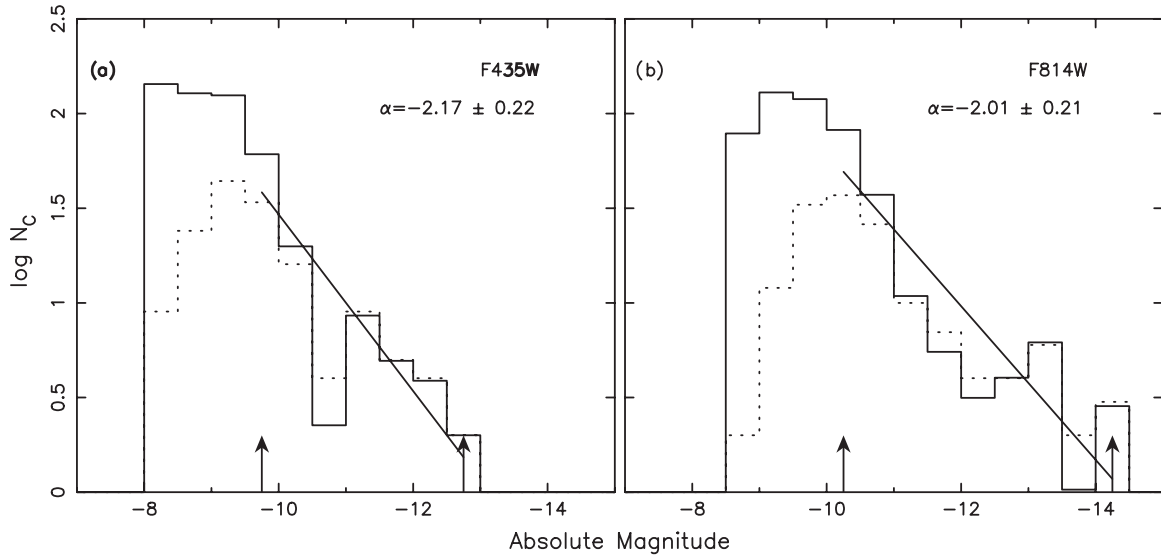 (a) F435W
α=−2.17 ± 0.22
(b) F814W
α=−2.01 ± 0.21
log N_C
2.5
2
1.5
1
0.5
0
−8 −10 −12 −14
−8 −10 −12 −14
Absolute Magnitude